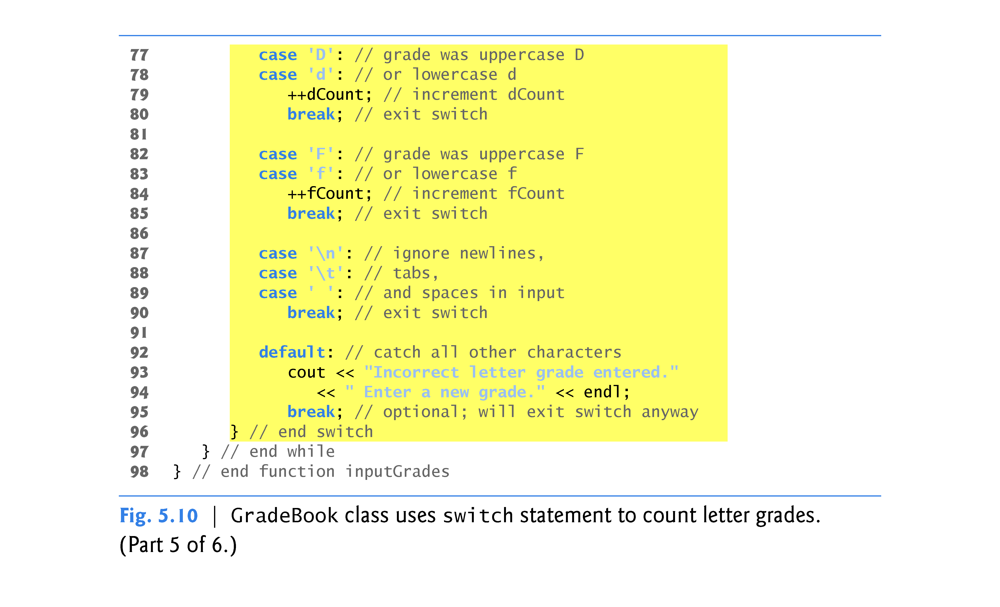 77 case 'D': // grade was uppercase D
78 case 'd': // or lowercase d
79 ++dCount; // increment dCount
80 break; // exit switch
81
82 case 'F': // grade was uppercase F
83 case 'f': // or lowercase f
84 ++fCount; // increment fCount
85 break; // exit switch
86
87 case '\n': // ignore newlines,
88 case '\t': // tabs,
89 case ' ': // and spaces in input
90 break; // exit switch
91
92 default: // catch all other characters
93 cout << "Incorrect letter grade entered."
94 << " Enter a new grade." << endl;
95 break; // optional; will exit switch anyway
96 } // end switch
97 } // end while
98 } // end function inputGrades
Fig. 5.10 | GradeBook class uses switch statement to count letter grades.
(Part 5 of 6.)